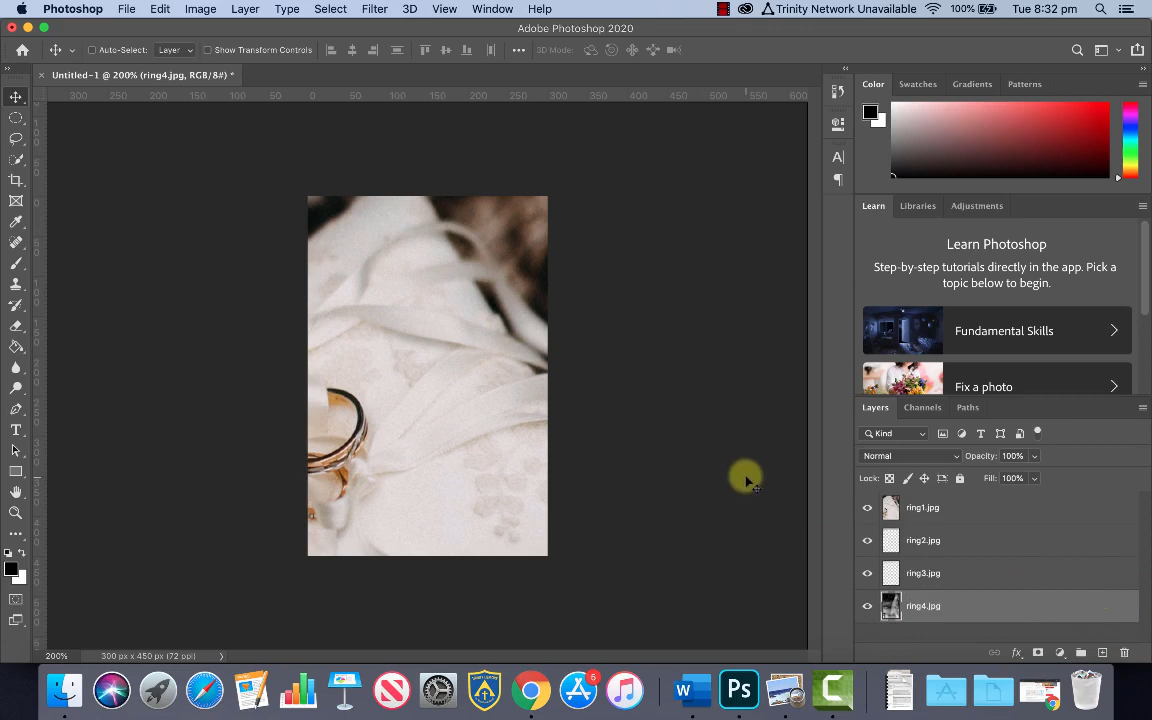 Photoshop File Edit Image Layer Type Select Filter 3D View Window Help Trinity Network Unavailable 100% Tue 8:32 pm
Adobe Photoshop 2020
Auto-Select: Layer Show Transform Controls 3D Mode:
Untitled-1 @ 200% (ring4.jpg, RGB/8#) *
300 250 200 150 100 50 0 50 100 150 200 250 300 350 400 450 500 550 600
Color Swatches Gradients Patterns
Learn Libraries Adjustments
Learn Photoshop
Step-by-step tutorials directly in the app. Pick a
topic below to begin.
Fundamental Skills
Fix a photo
Layers Channels Paths
Kind
Normal Opacity: 100%
Lock: Fill: 100%
ring1.jpg
ring2.jpg
ring3.jpg
ring4.jpg
200% 300 px x 450 px (72 ppi)
6
W Ps C